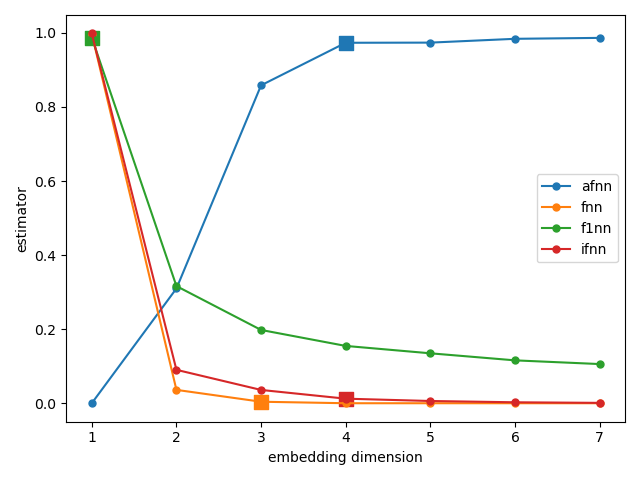 1.0
0.8
0.6
0.4
0.2
0.0
estimator
afnn
fnn
f1nn
ifnn
1 2 3 4 5 6 7
embedding dimension